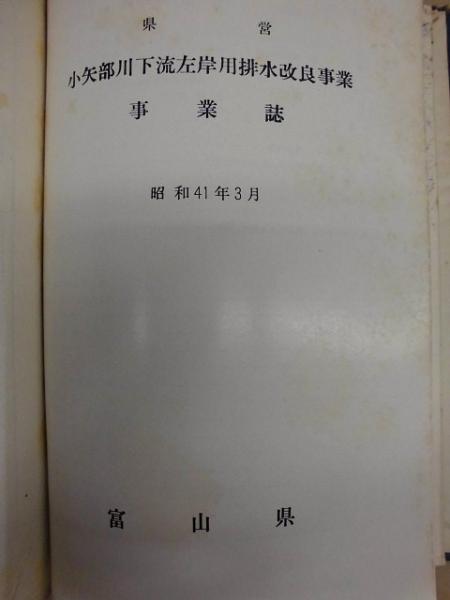 県営
小矢部川下流左岸用排水改良事業
事業誌
昭和41年3月
富山県